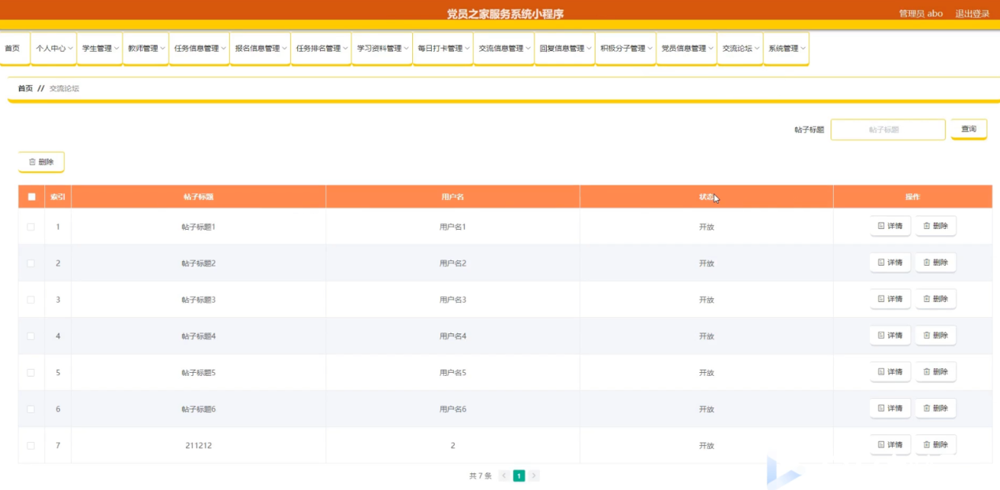 党员之家服务系统小程序
管理员 abo 退出登录
首页 个人中心 学生管理 教师管理 任务信息管理 报名信息管理 任务排名管理 学习资料管理 每日打卡管理 交流信息管理 回复信息管理 积极分子管理 党员信息管理 交流论坛 系统管理
首页 // 交流论坛
帖子标题 帖子标题 查询
删除
索引 帖子标题 用户名 状态 操作
1 帖子标题1 用户名1 开放 详情 删除
2 帖子标题2 用户名2 开放 详情 删除
3 帖子标题3 用户名3 开放 详情 删除
4 帖子标题4 用户名4 开放 详情 删除
5 帖子标题5 用户名5 开放 详情 删除
6 帖子标题6 用户名6 开放 详情 删除
7 211212 2 开放 详情 删除
共 7 条 1